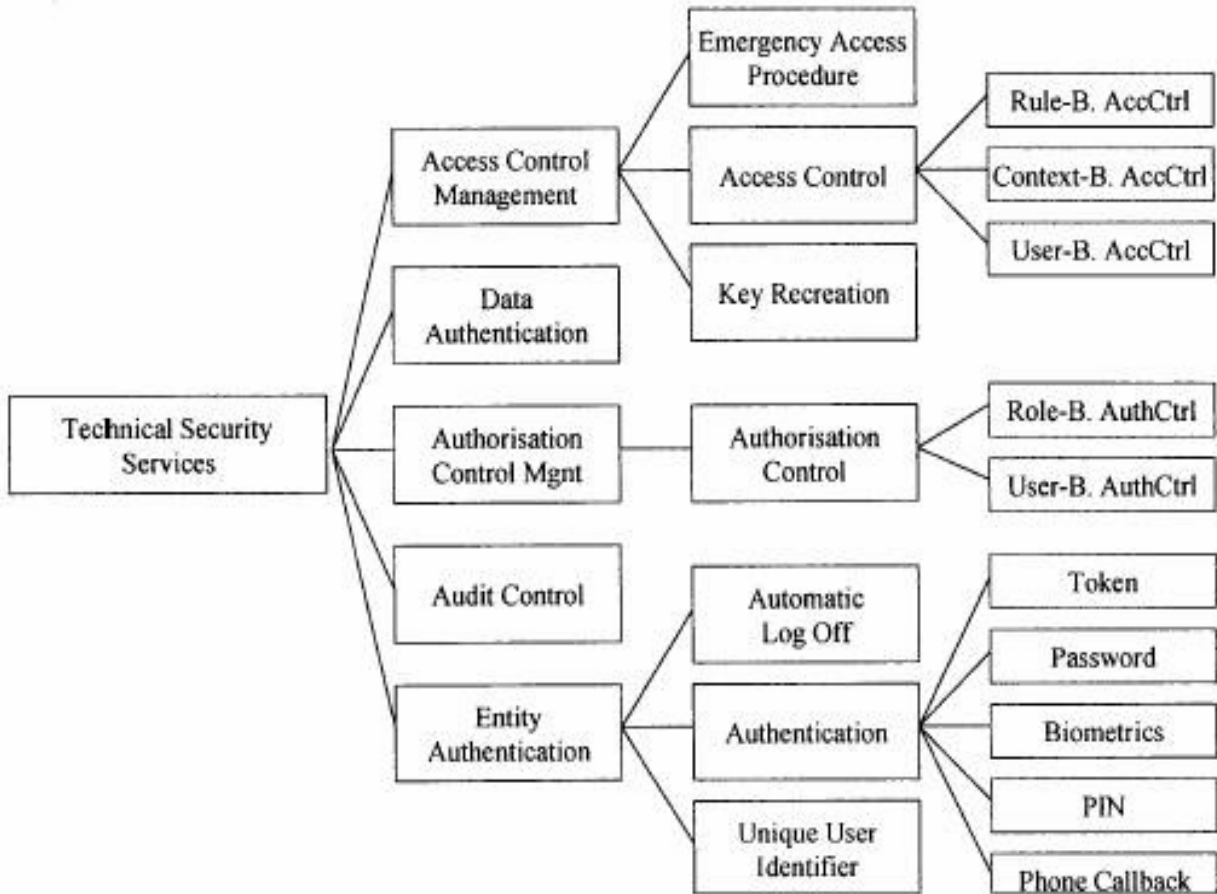 Technical Security
Services
Access Control
Management
Data
Authentication
Authorisation
Control Mgnt
Audit Control
Entity
Authentication
Emergency Access
Procedure
Access Control
Key Recreation
Authorisation
Control
Automatic
Log Off
Authentication
Unique User
Identifier
Rule-B. AccCtrl
Context-B. AccCtrl
User-B. AccCtrl
Role-B. AuthCtrl
User-B. AuthCtrl
Token
Password
Biometrics
PIN
Phone Callback